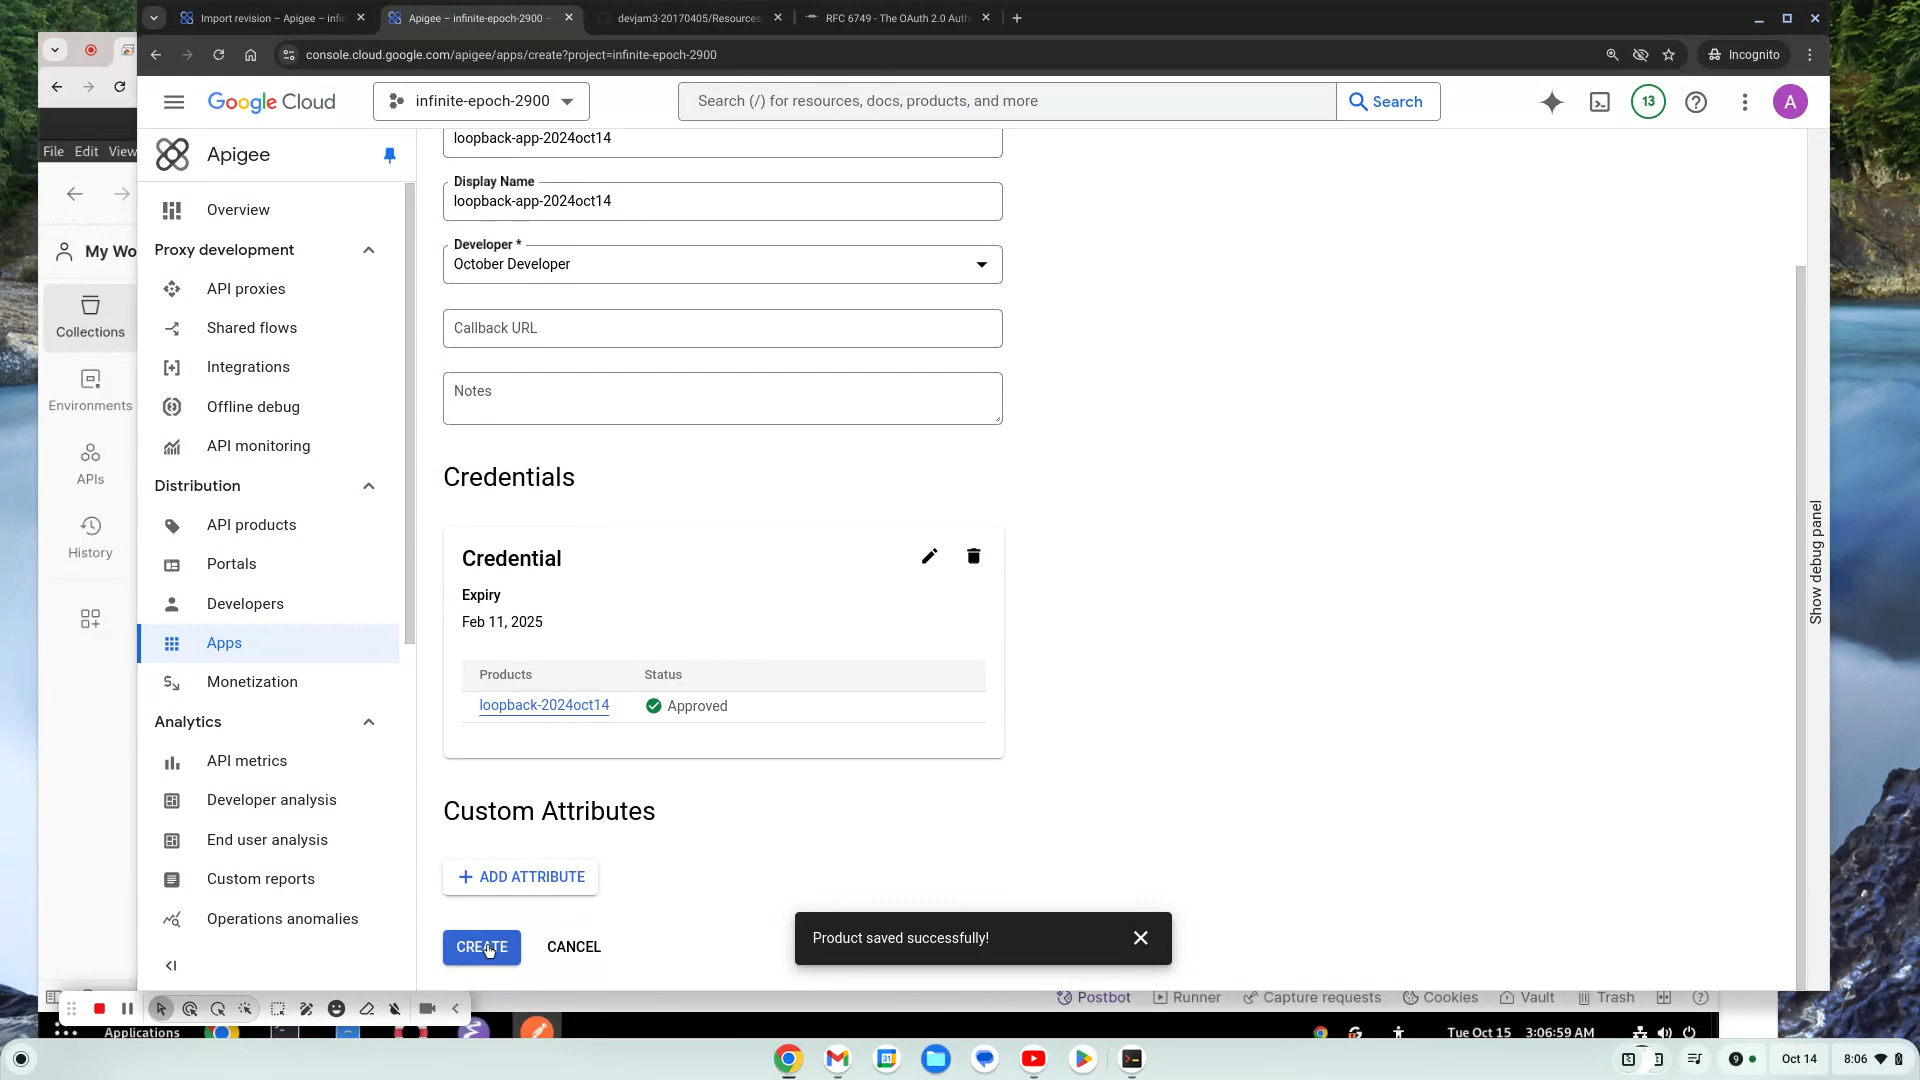 Import revision – Apigee – infin
Apigee – infinite-epoch-2900 –
devjam3-20170405/Resources
RFC 6749 - The OAuth 2.0 Auth
console.cloud.google.com/apigee/apps/create?project=infinite-epoch-2900
Incognito
Google Cloud
infinite-epoch-2900
Search (/) for resources, docs, products, and more
Search
13
A
File Edit View
My Wo
Collections
Environments
APIs
History
Apigee
Overview
Proxy development
API proxies
Shared flows
Integrations
Offline debug
API monitoring
Distribution
API products
Portals
Developers
Apps
Monetization
Analytics
API metrics
Developer analysis
End user analysis
Custom reports
Operations anomalies
loopback-app-2024oct14
Display Name
loopback-app-2024oct14
Developer *
October Developer
Callback URL
Notes
Credentials
Credential
Expiry
Feb 11, 2025
Products Status
loopback-2024oct14 Approved
Custom Attributes
+ ADD ATTRIBUTE
CREATE CANCEL
Product saved successfully!
Show debug panel
Postbot Runner Capture requests Cookies Vault Trash
Applications
Tue Oct 15 3:06:59 AM
31
9
Oct 14
8:06